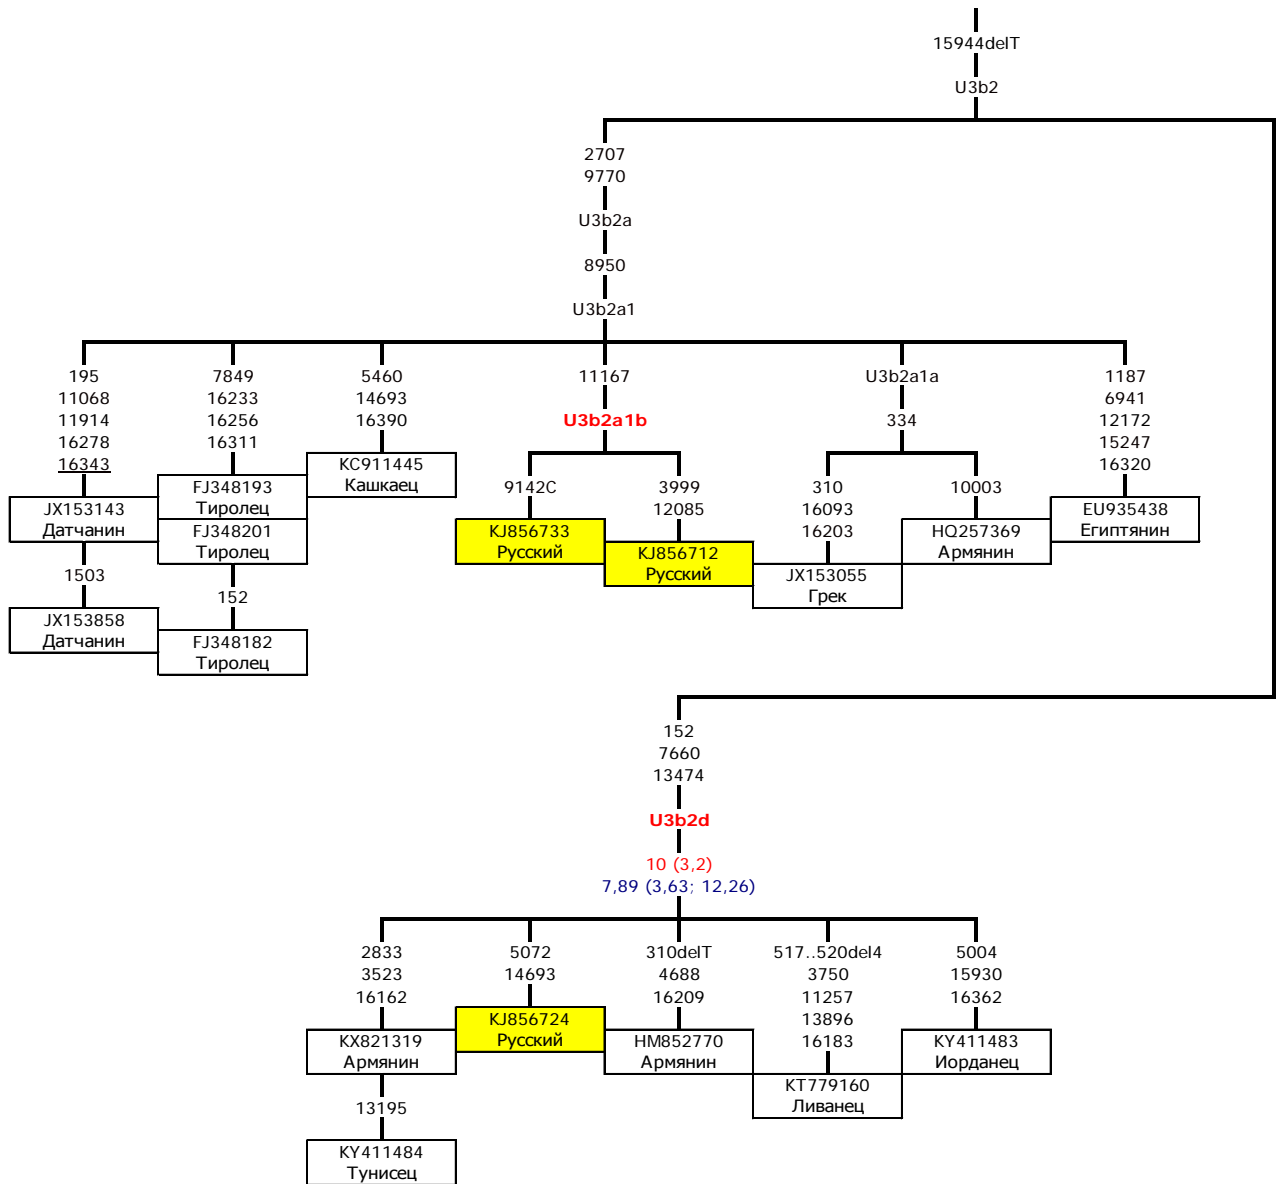 15944delT
U3b2
2707
9770
U3b2a
8950
U3b2a1
195
11068
11914
16278
16343
JX153143
Датчанин
1503
JX153858
Датчанин
7849
16233
16256
16311
FJ348193
Тиролец
FJ348201
Тиролец
152
FJ348182
Тиролец
5460
14693
16390
KC911445
Кашкаец
11167
U3b2a1b
9142C
KJ856733
Русский
3999
12085
KJ856712
Русский
U3b2a1a
334
310
16093
16203
JX153055
Грек
10003
HQ257369
Армянин
1187
6941
12172
15247
16320
EU935438
Египтянин
152
7660
13474
U3b2d
10 (3,2)
7,89 (3,63; 12,26)
2833
3523
16162
KX821319
Армянин
13195
KY411484
Тунисец
5072
14693
KJ856724
Русский
310delT
4688
16209
HM852770
Армянин
517..520del4
3750
11257
13896
16183
KT779160
Ливанец
5004
15930
16362
KY411483
Иорданец